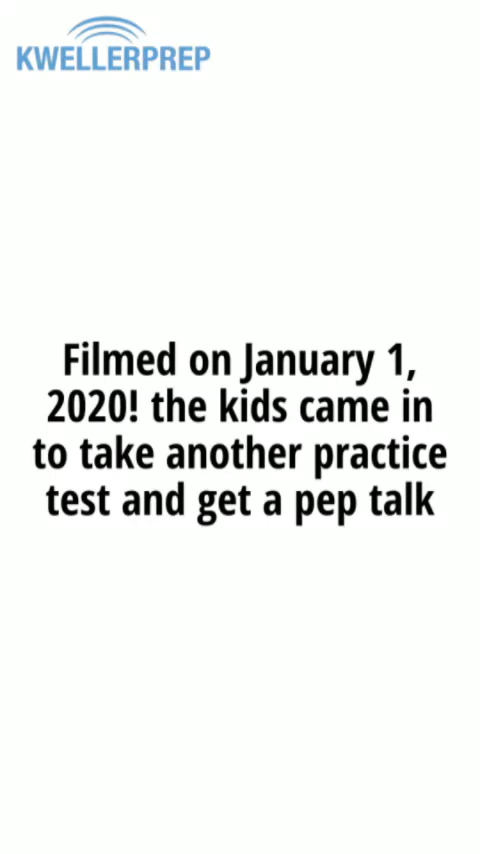 KWELLERPREP
Filmed on January 1,
2020! the kids came in
to take another practice
test and get a pep talk